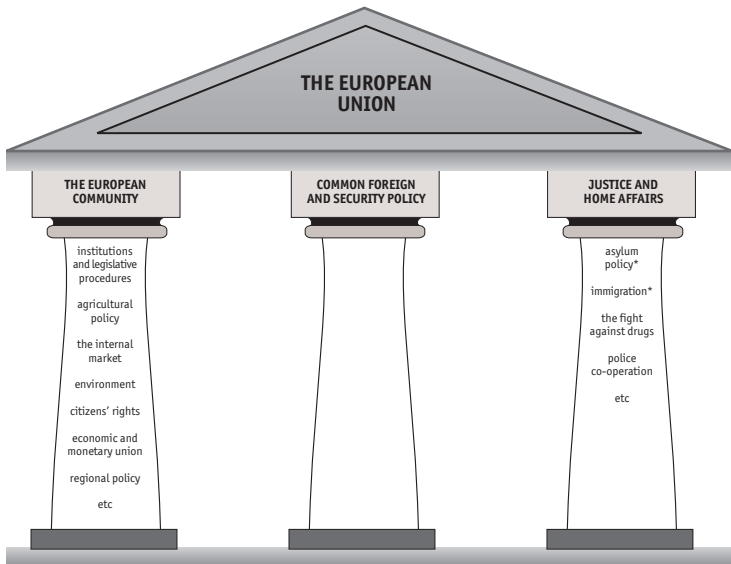 THE EUROPEAN
UNION
THE EUROPEAN
COMMUNITY
institutions
and legislative
procedures
agricultural
policy
the internal
market
environment
citizens' rights
economic and
monetary union
regional policy
etc
COMMON FOREIGN
AND SECURITY POLICY
JUSTICE AND
HOME AFFAIRS
asylum
policy*
immigration*
the fight
against drugs
police
co-operation
etc